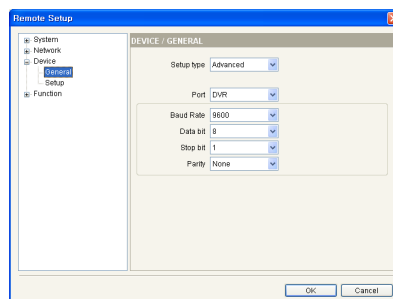 Remote Setup
System
Network
Device
General
Setup
Function
DEVICE / GENERAL
Setup type Advanced
Port DVR
Baud Rate 9600
Data bit 8
Stop bit 1
Parity None
OK Cancel